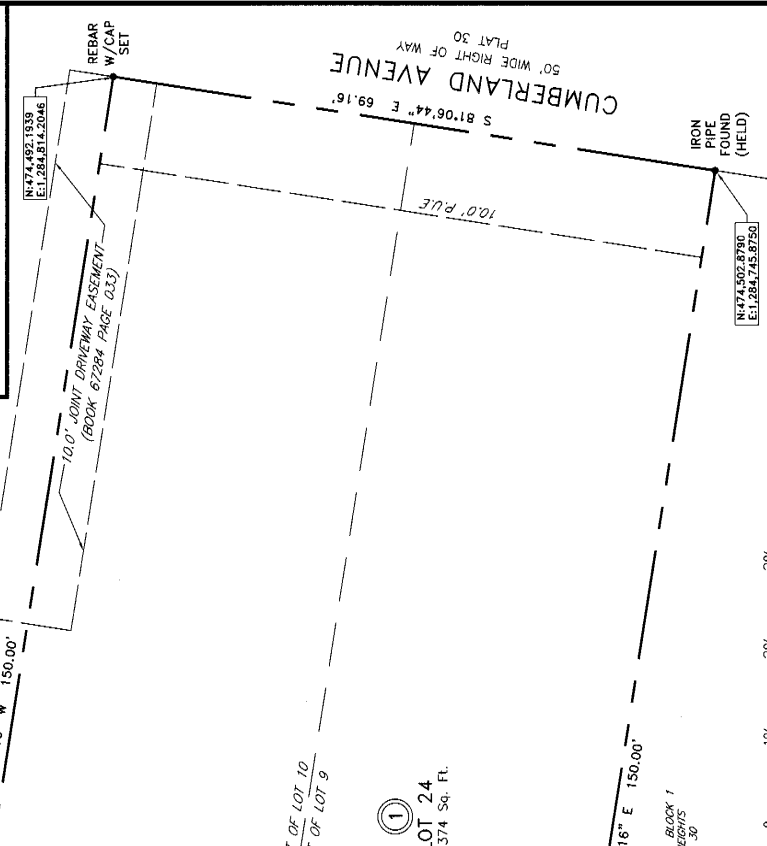 REBAR
W/CAP
SET
N:474,492.1939
E:1,284,814.2046
CUMBERLAND AVENUE
50' WIDE RIGHT OF WAY
PLAT 30
S 81°06'44" E 69.16'
IRON
PIPE
FOUND
(HELD)
N:474,502.8790
E:1,284,745.8750
10.0' P.U.E
10.0' JOINT DRIVEWAY EASEMENT
(BOOK 67284 PAGE 033)
W 150.00'
OF LOT 10
OF LOT 9
1
LOT 24
374 Sq. Ft.
16" E 150.00'
BLOCK 1
HEIGHTS
30